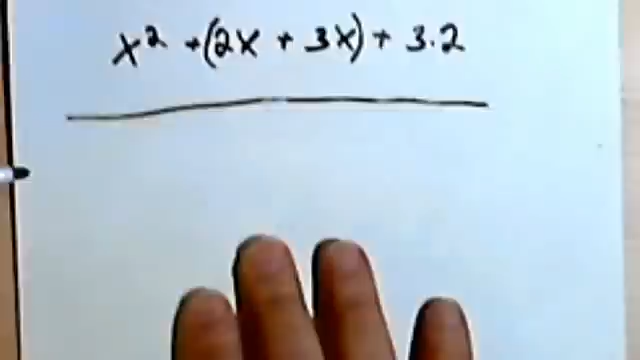 x² + (2x + 3x) + 3·2